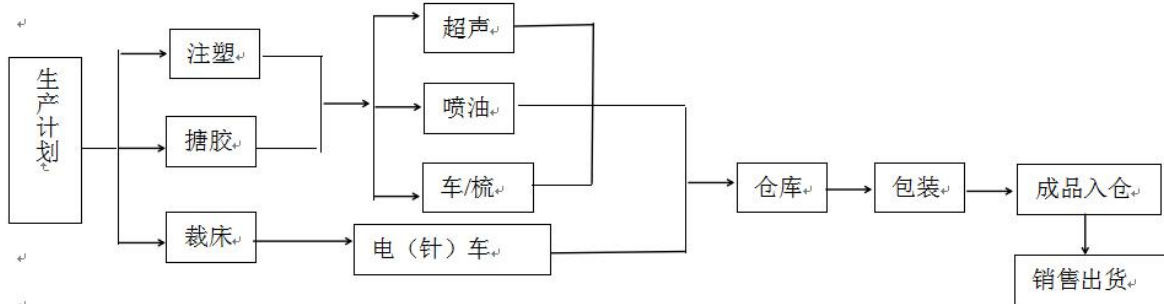 生产计划
注塑
搪胶
裁床
超声
喷油
车/梳
电（针）车
仓库
包装
成品入仓
销售出货